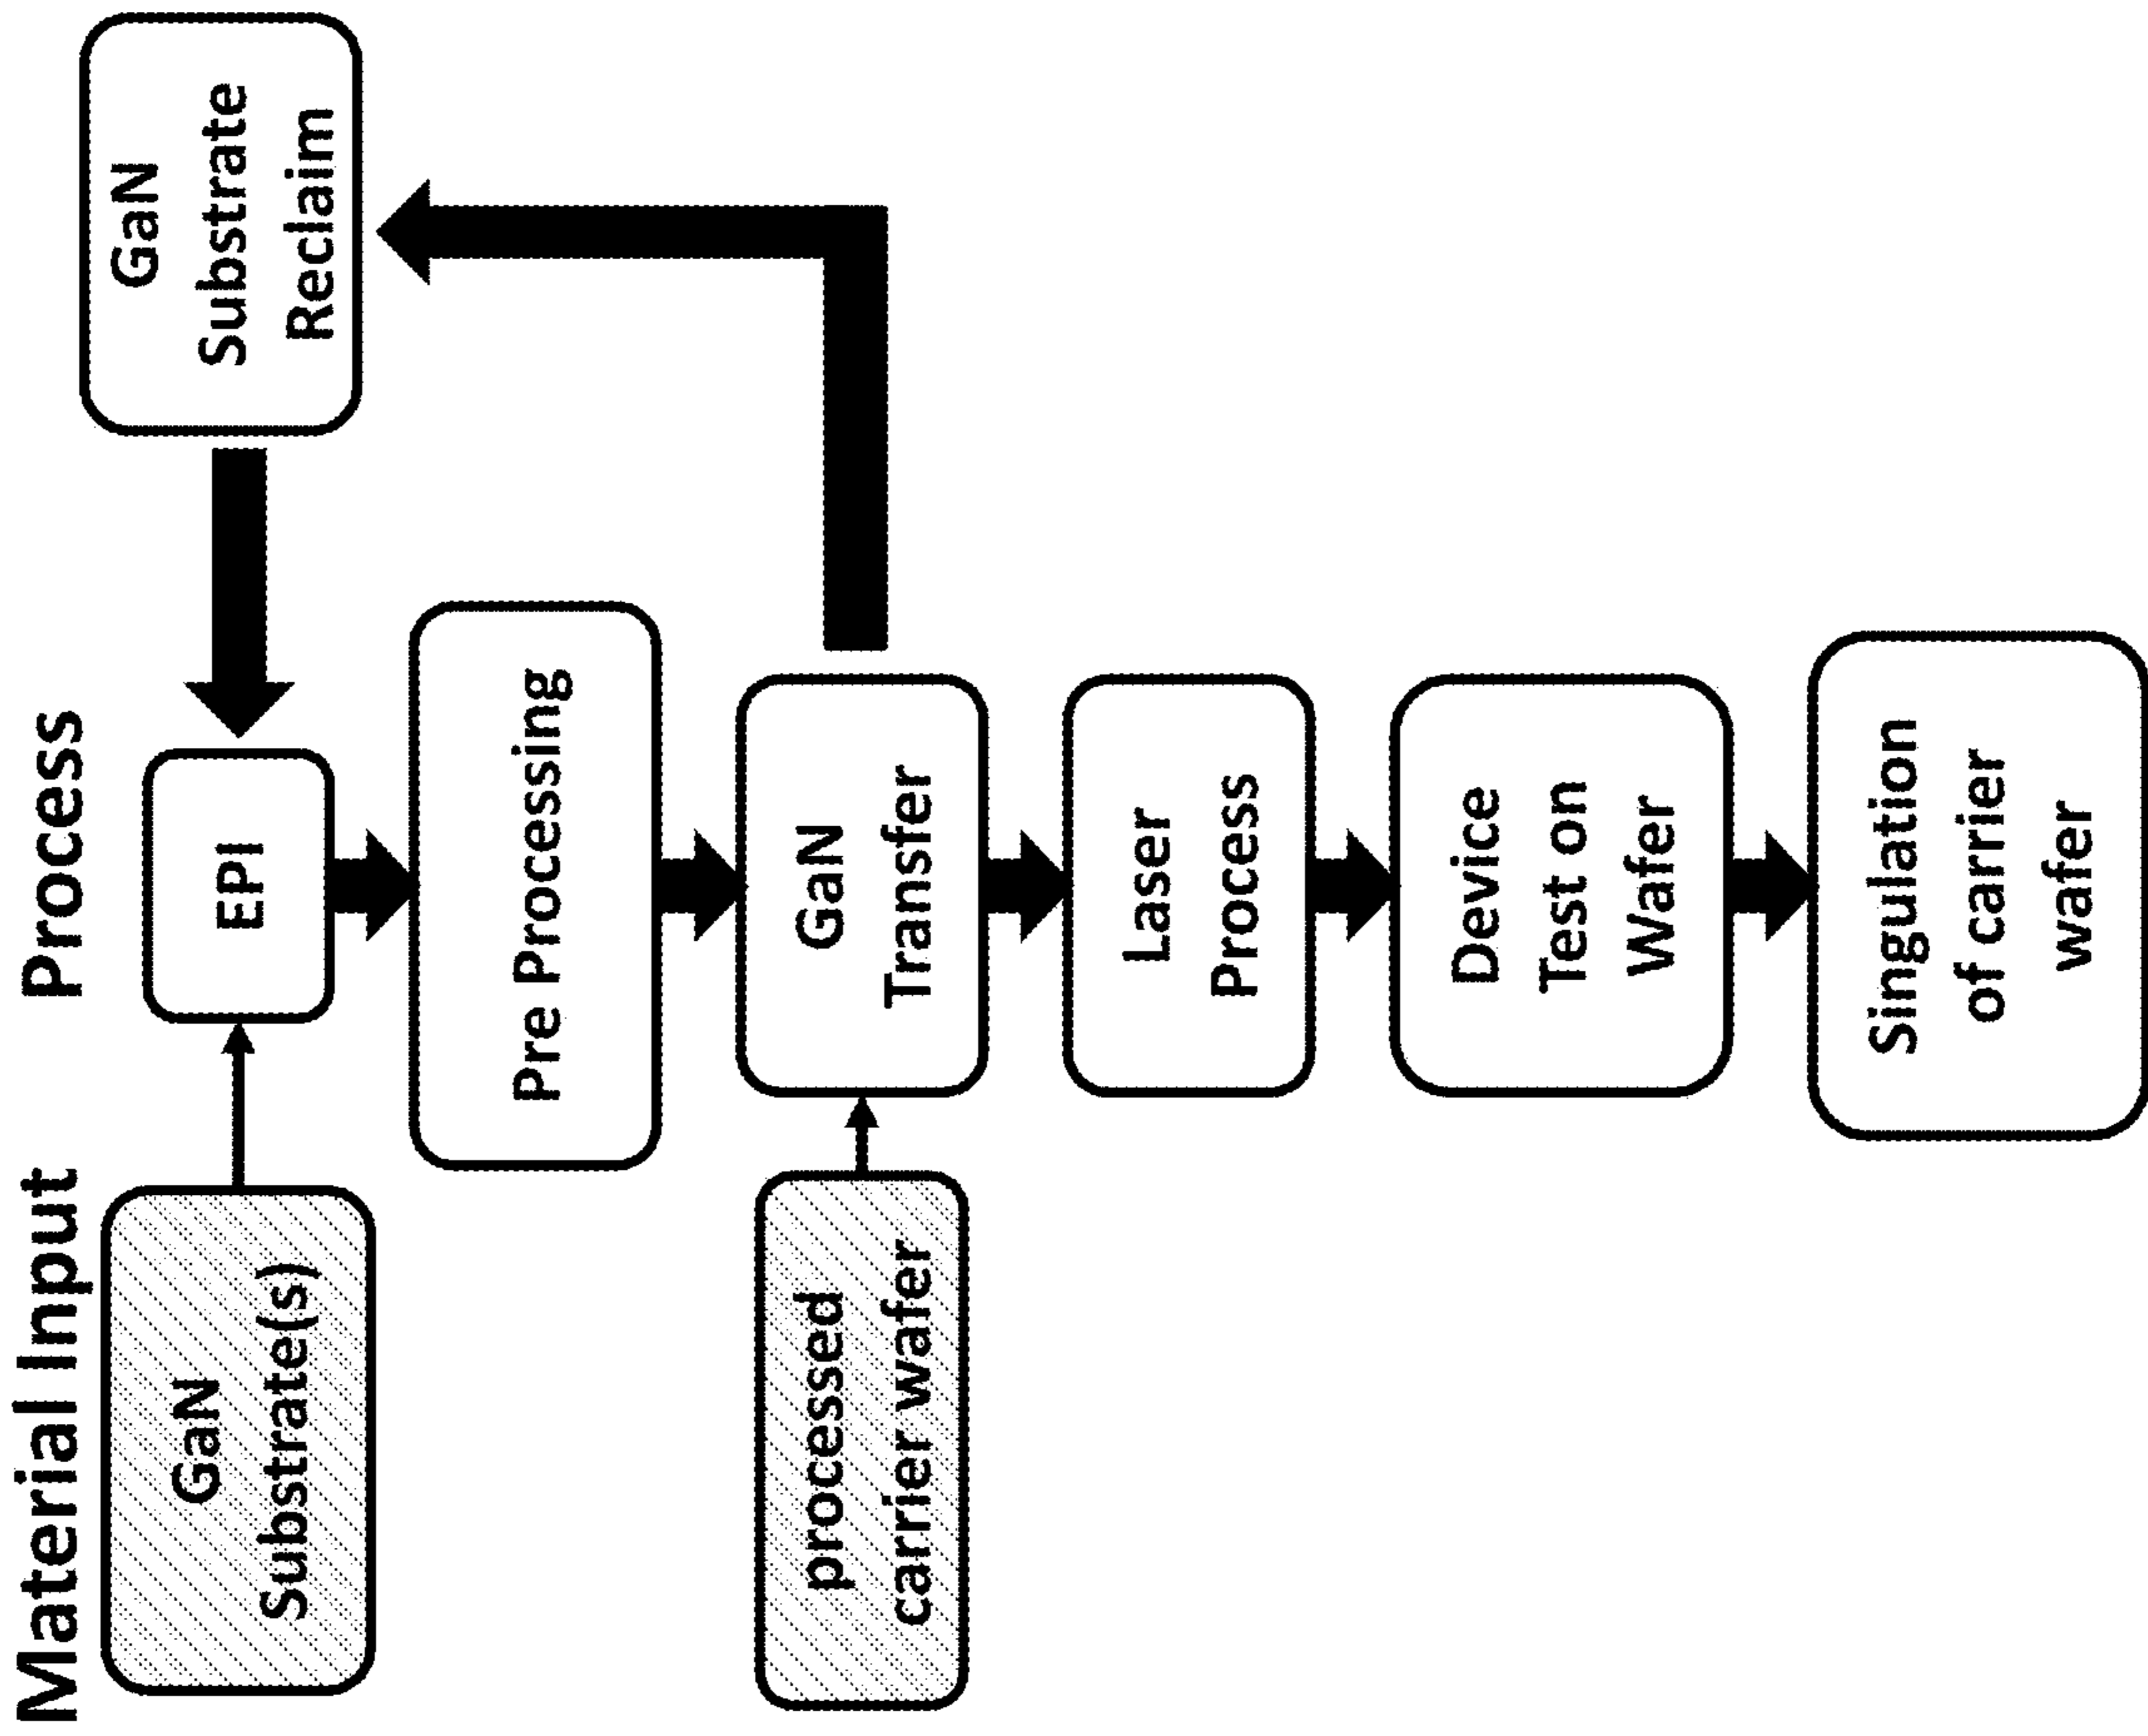 Material Input
Process
GaN
Substrate(s)
EPI
GaN
Substrate
Reclaim
Pre Processing
processed
carrier wafer
GaN
Transfer
Laser
Process
Device
Test on
Wafer
Singulation
of carrier
wafer